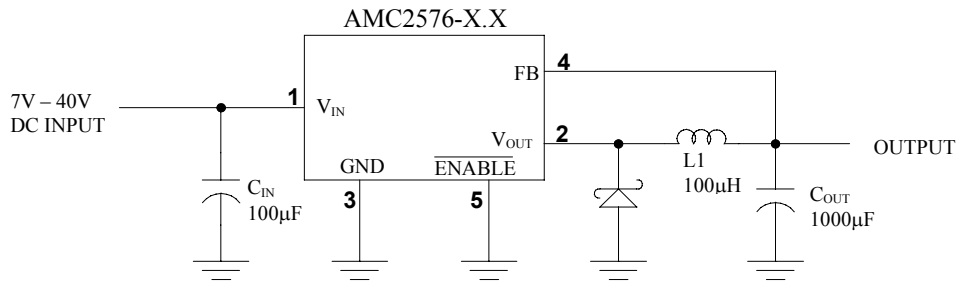 AMC2576-X.X
FB
4
7V – 40V
DC INPUT
1
VIN
VOUT
2
OUTPUT
GND
ENABLE
L1
100µH
3
5
CIN
100µF
COUT
1000µF